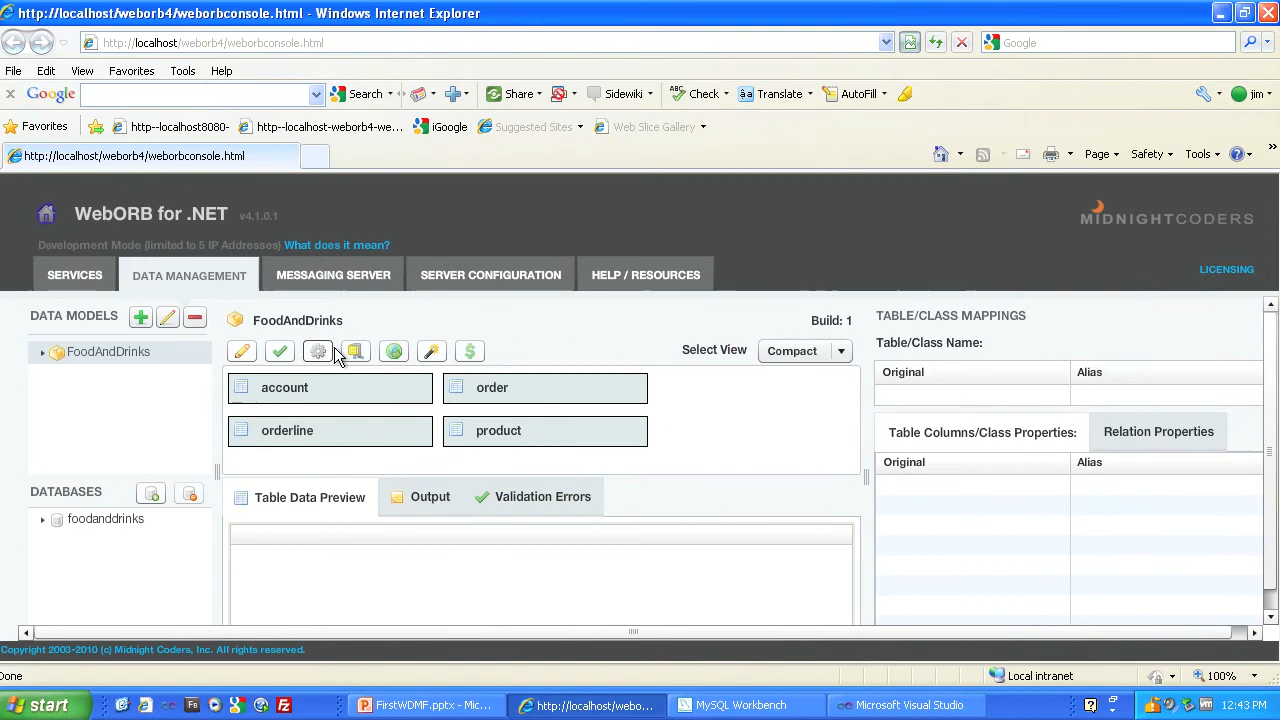 http://localhost/weborb4/weborbconsole.html - Windows Internet Explorer
http://localhost/weborb4/weborbconsole.html
Google
File Edit View Favorites Tools Help
Google Search Share Sidewiki Check Translate AutoFill jim
Favorites http--localhost8080- http--localhost-weborb4-we... iGoogle Suggested Sites Web Slice Gallery
http://localhost/weborb4/weborbconsole.html Page Safety Tools
WebORB for .NET v4.1.0.1
MIDNIGHTCODERS
Development Mode (limited to 5 IP Addresses) What does it mean?
SERVICES DATA MANAGEMENT MESSAGING SERVER SERVER CONFIGURATION HELP / RESOURCES LICENSING
DATA MODELS
FoodAndDrinks
FoodAndDrinks Build: 1
Select View Compact
account order
orderline product
DATABASES
foodanddrinks
Table Data Preview Output Validation Errors
TABLE/CLASS MAPPINGS
Table/Class Name:
Original Alias
Table Columns/Class Properties: Relation Properties
Original Alias
Copyright 2003-2010 (c) Midnight Coders, Inc. All rights reserved.
Done Local intranet 100%
start FirstWDMF.pptx - Mic... http://localhost/webo... MySQL Workbench Microsoft Visual Studio 12:43 PM